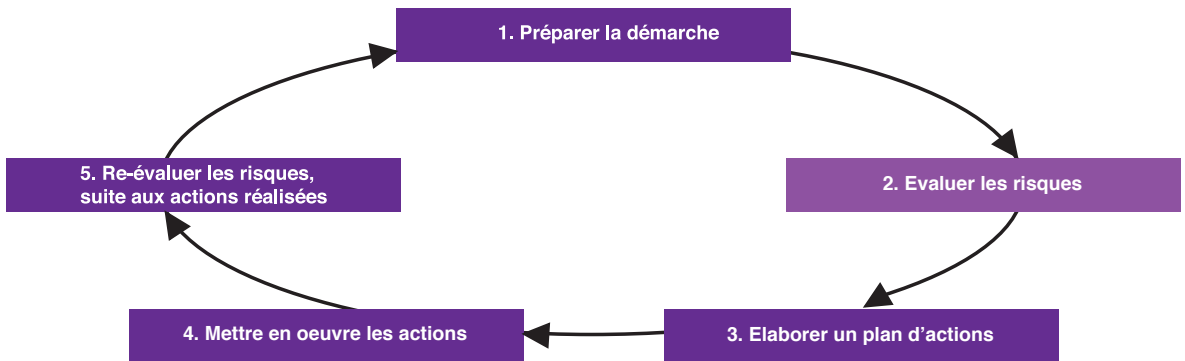 1. Préparer la démarche
2. Evaluer les risques
3. Elaborer un plan d'actions
4. Mettre en oeuvre les actions
5. Re-évaluer les risques,
suite aux actions réalisées